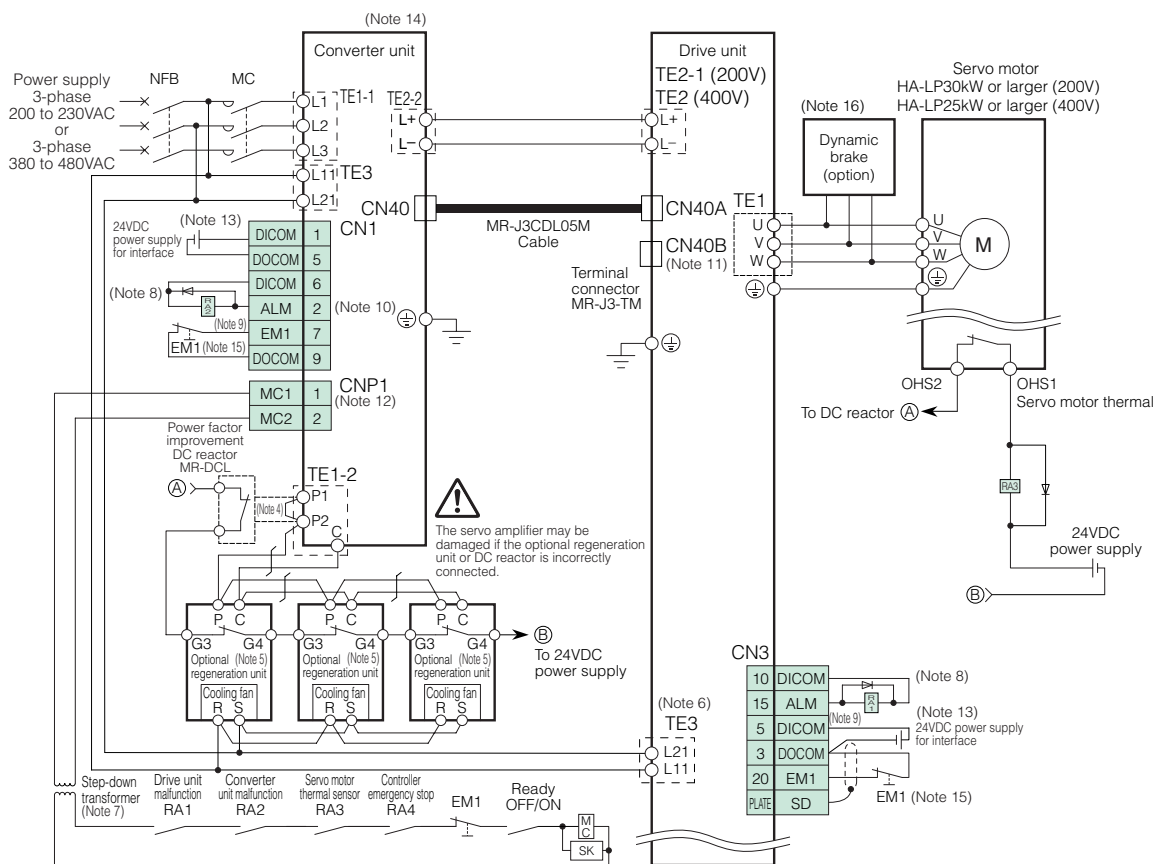 (Note 14)
Converter unit
Drive unit
Power supply
3-phase
200 to 230VAC
or
3-phase
380 to 480VAC
NFB
MC
L1
L2
L3
TE1-1
L11
TE3
L21
TE2-2
L+
L−
TE2-1 (200V)
TE2 (400V)
L+
L−
Servo motor
HA-LP30kW or larger (200V)
HA-LP25kW or larger (400V)
(Note 16)
Dynamic
brake
(option)
CN40
MR-J3CDL05M
Cable
CN40A
CN40B
(Note 11)
Terminal
connector
MR-J3-TM
TE1
U
V
W
U
V
W
M
24VDC
power supply
for interface
(Note 13)
CN1
DICOM 1
DOCOM 5
DICOM 6
ALM 2
EM1 7
DOCOM 9
(Note 8)
RA2
(Note 10)
(Note 9)
EM1 (Note 15)
MC1 1
MC2 2
CNP1
(Note 12)
OHS2
OHS1
Servo motor thermal
To DC reactor A
RA3
24VDC
power supply
B
Power factor
improvement
DC reactor
MR-DCL
A
(Note 4)
TE1-2
P1
P2
C
The servo amplifier may be
damaged if the optional regeneration
unit or DC reactor is incorrectly
connected.
P C
P C
P C
G3 G4
G3 G4
G3 G4
Optional (Note 5)
regeneration unit
Optional (Note 5)
regeneration unit
Optional (Note 5)
regeneration unit
Cooling fan
R S
Cooling fan
R S
Cooling fan
R S
B
To 24VDC
power supply
CN3
10 DICOM
15 ALM
5 DICOM
3 DOCOM
20 EM1
PLATE SD
(Note 8)
RA1
(Note 9)
(Note 13)
24VDC power supply
for interface
EM1 (Note 15)
(Note 6)
TE3
L21
L11
Step-down
transformer
(Note 7)
Drive unit
malfunction
RA1
Converter
unit malfunction
RA2
Servo motor
thermal sensor
RA3
Controller
emergency stop
RA4
EM1
Ready
OFF/ON
MC
SK